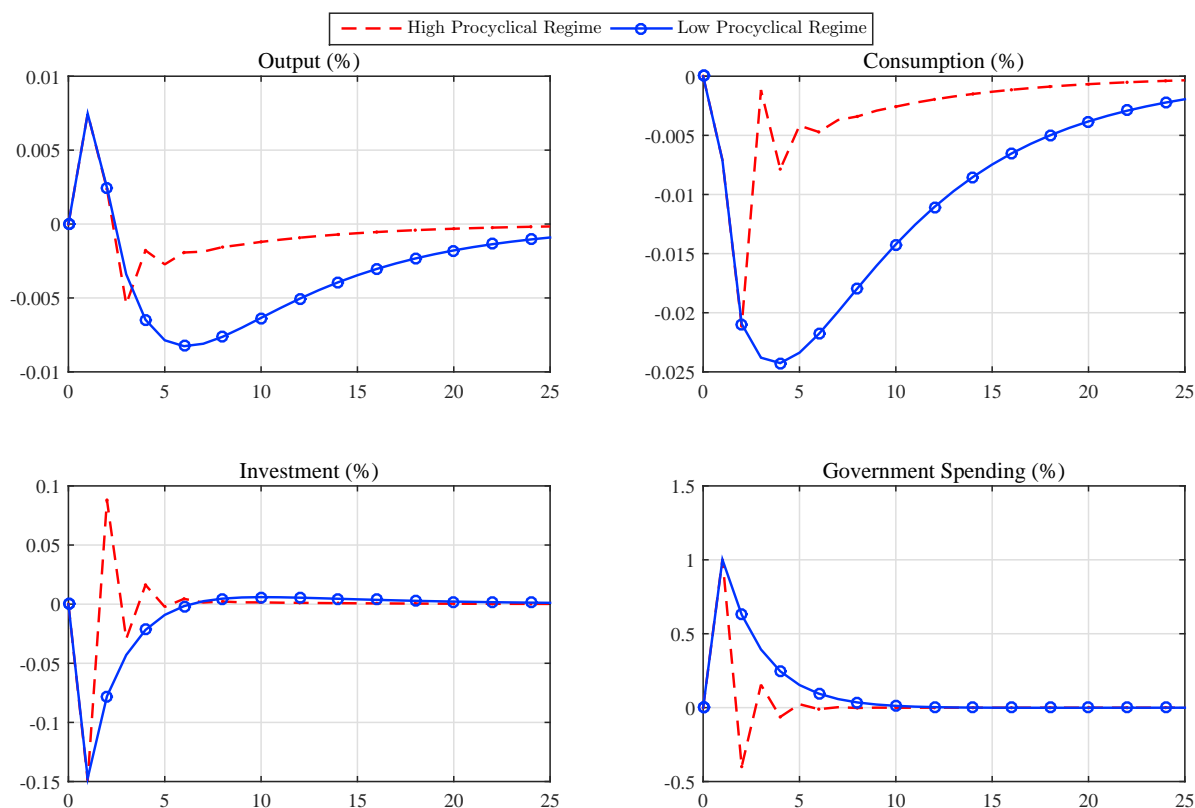 High Procyclical Regime Low Procyclical Regime
Output (%)
0.01
0.005
0
-0.005
-0.01
0 5 10 15 20 25
Consumption (%)
0
-0.005
-0.01
-0.015
-0.02
-0.025
0 5 10 15 20 25
Investment (%)
0.1
0.05
0
-0.05
-0.1
-0.15
0 5 10 15 20 25
Government Spending (%)
1.5
1
0.5
0
-0.5
0 5 10 15 20 25